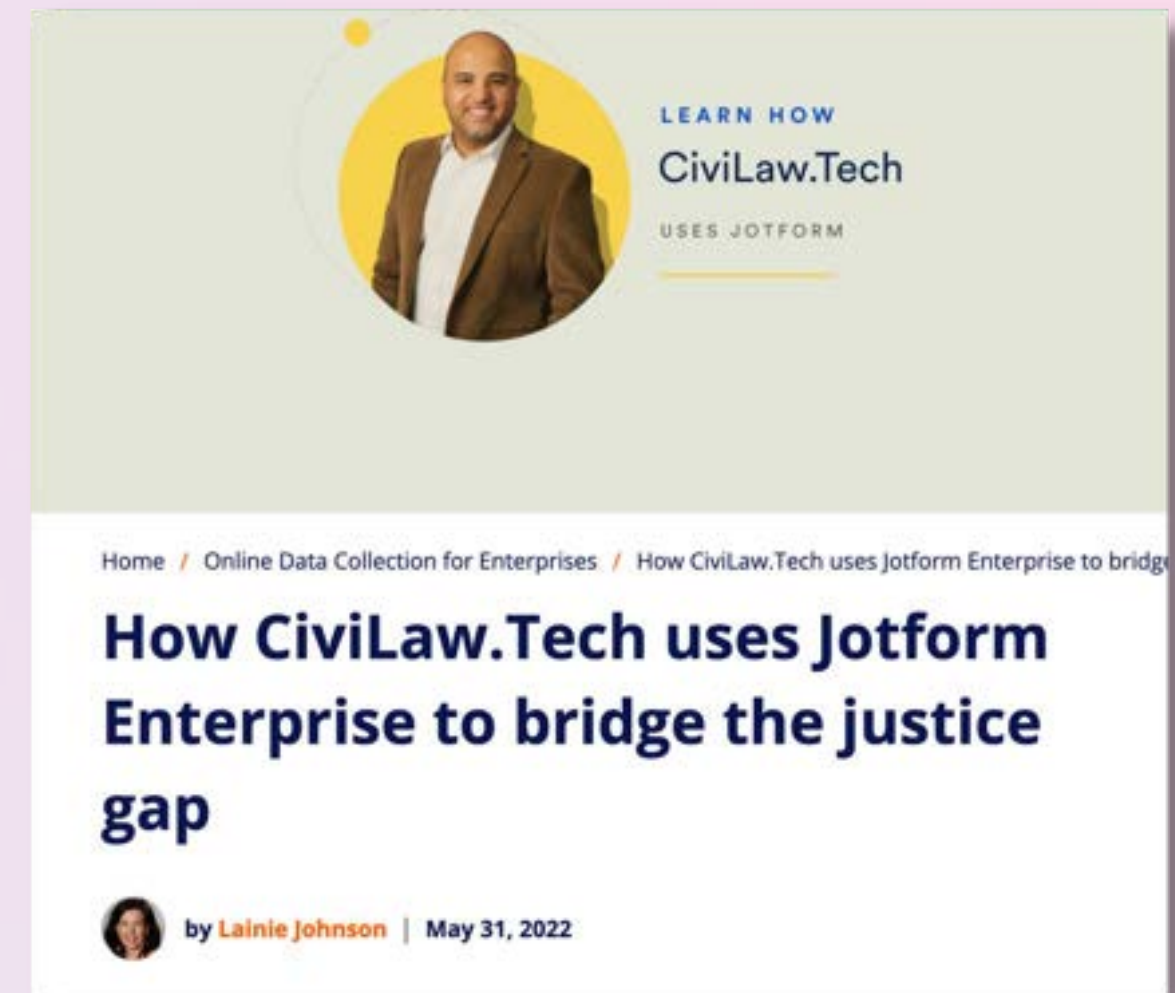 LEARN HOW
CiviLaw.Tech
USES JOTFORM
Home / Online Data Collection for Enterprises / How CiviLaw.Tech uses Jotform Enterprise to bridge
How CiviLaw.Tech uses Jotform
Enterprise to bridge the justice
gap
by Lainie Johnson | May 31, 2022